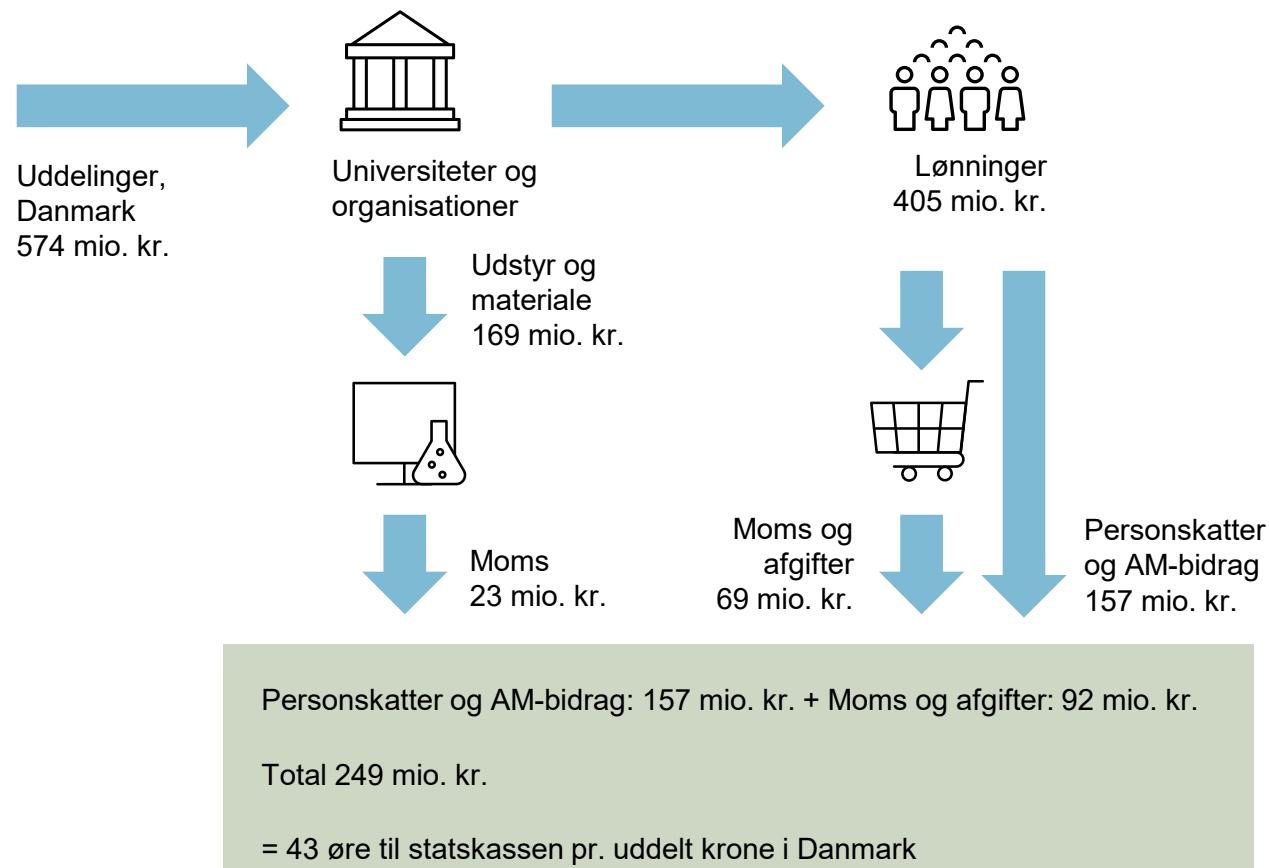 Uddelinger,
Danmark
574 mio. kr.
Universiteter og
organisationer
Lønninger
405 mio. kr.
Udstyr og
materiale
169 mio. kr.
Moms
23 mio. kr.
Moms og
afgifter
69 mio. kr.
Personskatter
og AM-bidrag
157 mio. kr.
Personskatter og AM-bidrag: 157 mio. kr. + Moms og afgifter: 92 mio. kr.
Total 249 mio. kr.
= 43 øre til statskassen pr. uddelt krone i Danmark